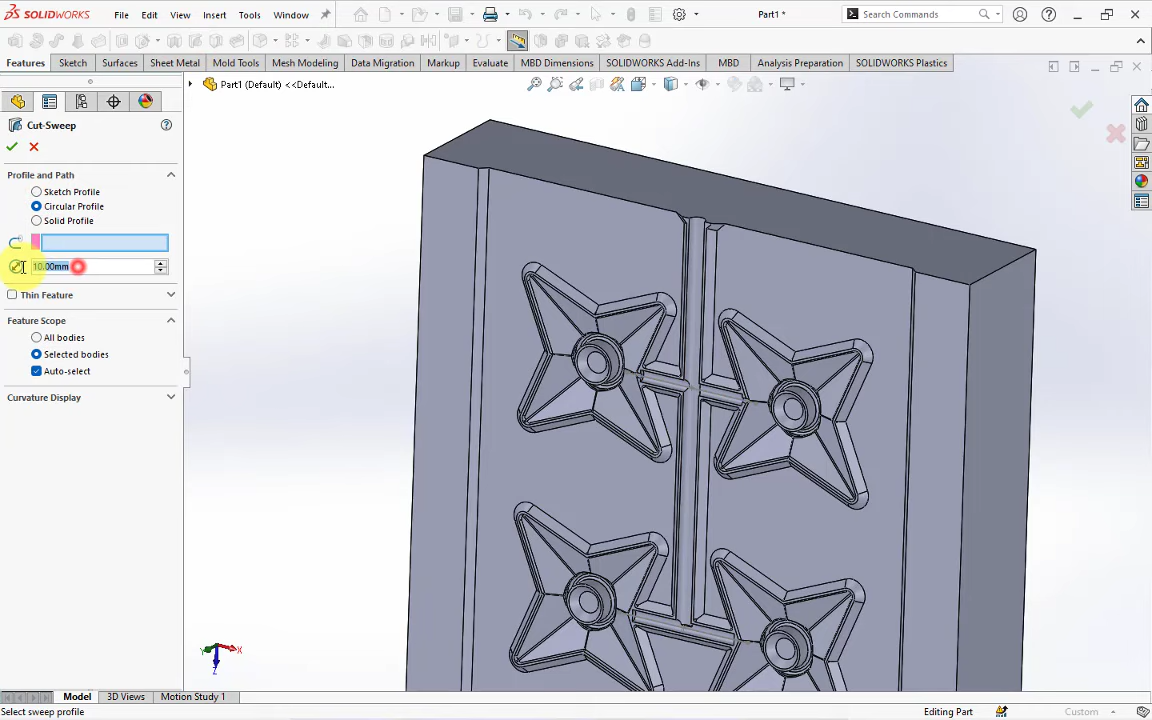 SOLIDWORKS File Edit View Insert Tools Window Part1 * Search Commands
Features Sketch Surfaces Sheet Metal Mold Tools Mesh Modeling Data Migration Markup Evaluate MBD Dimensions SOLIDWORKS Add-Ins MBD Analysis Preparation SOLIDWORKS Plastics
Part1 (Default) <<Default...
Cut-Sweep
Profile and Path
Sketch Profile
Circular Profile
Solid Profile
10.00mm
Thin Feature
Feature Scope
All bodies
Selected bodies
Auto-select
Curvature Display
Y X
Z
Model 3D Views Motion Study 1
Select sweep profile Editing Part Custom